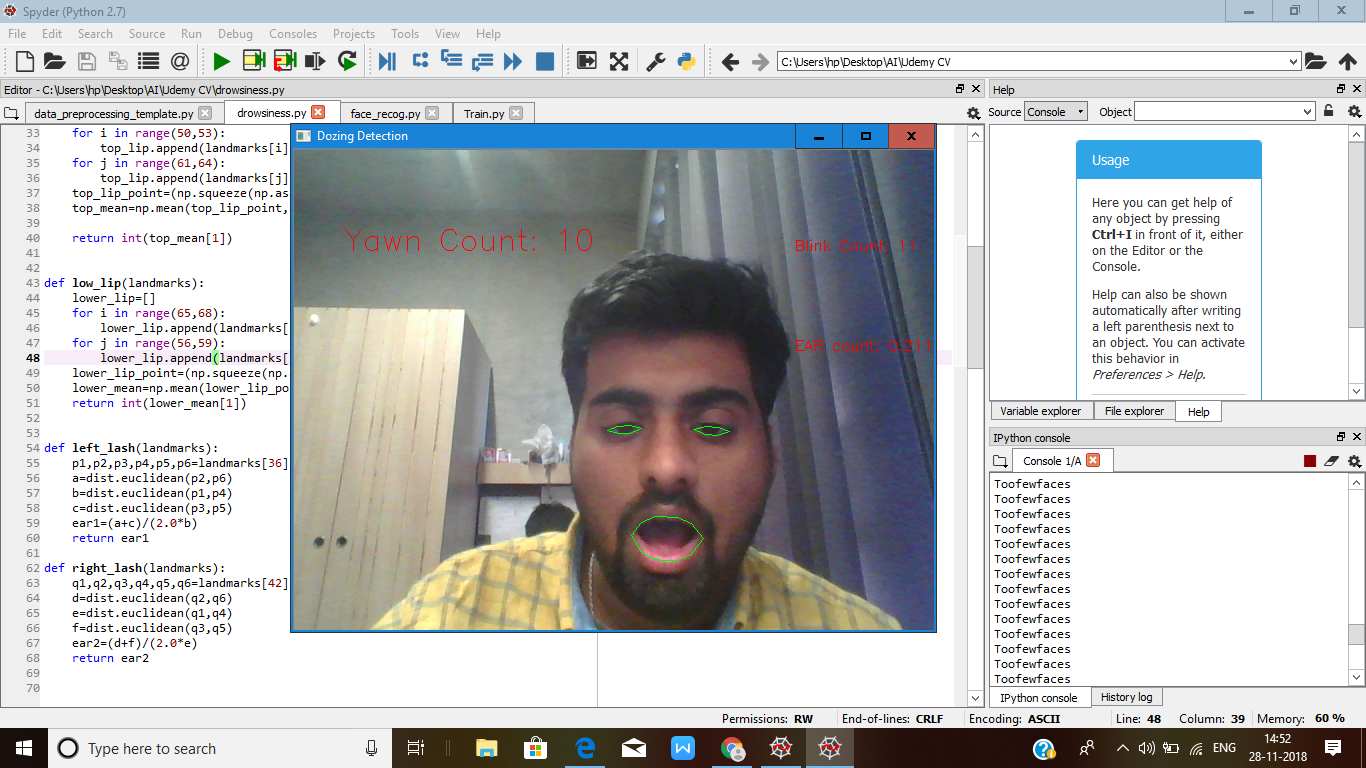 Spyder (Python 2.7)
File Edit Search Source Run Debug Consoles Projects Tools View Help
C:\Users\hp\Desktop\AI\Udemy CV
Editor - C:\Users\hp\Desktop\AI\Udemy CV\drowsiness.py
data_preprocessing_template.py drowsiness.py face_recog.py Train.py
33 for i in range(50,53):
34 top_lip.append(landmarks[i]
35 for j in range(61,64):
36 top_lip.append(landmarks[j]
37 top_lip_point=(np.squeeze(np.as
38 top_mean=np.mean(top_lip_point,
39
40 return int(top_mean[1])
41
42
43 def low_lip(landmarks):
44 lower_lip=[]
45 for i in range(65,68):
46 lower_lip.append(landmarks[
47 for j in range(56,59):
48 lower_lip.append(landmarks[
49 lower_lip_point=(np.squeeze(np.
50 lower_mean=np.mean(lower_lip_po
51 return int(lower_mean[1])
52
53
54 def left_lash(landmarks):
55 p1,p2,p3,p4,p5,p6=landmarks[36]
56 a=dist.euclidean(p2,p6)
57 b=dist.euclidean(p1,p4)
58 c=dist.euclidean(p3,p5)
59 ear1=(a+c)/(2.0*b)
60 return ear1
61
62 def right_lash(landmarks):
63 q1,q2,q3,q4,q5,q6=landmarks[42]
64 d=dist.euclidean(q2,q6)
65 e=dist.euclidean(q1,q4)
66 f=dist.euclidean(q3,q5)
67 ear2=(d+f)/(2.0*e)
68 return ear2
69
70
Dozing Detection
Yawn Count: 10
Blink Count: 11
EAR count: 0.211
Help
Source Console Object
Usage
Here you can get help of
any object by pressing
Ctrl+I in front of it, either
on the Editor or the
Console.
Help can also be shown
automatically after writing
a left parenthesis next to
an object. You can activate
this behavior in
Preferences > Help.
Variable explorer File explorer Help
IPython console
Console 1/A
Toofewfaces
Toofewfaces
Toofewfaces
Toofewfaces
Toofewfaces
Toofewfaces
Toofewfaces
Toofewfaces
Toofewfaces
Toofewfaces
Toofewfaces
Toofewfaces
Toofewfaces
Toofewfaces
IPython console History log
Permissions: RW End-of-lines: CRLF Encoding: ASCII Line: 48 Column: 39 Memory: 60 %
Type here to search
ENG
14:52
28-11-2018